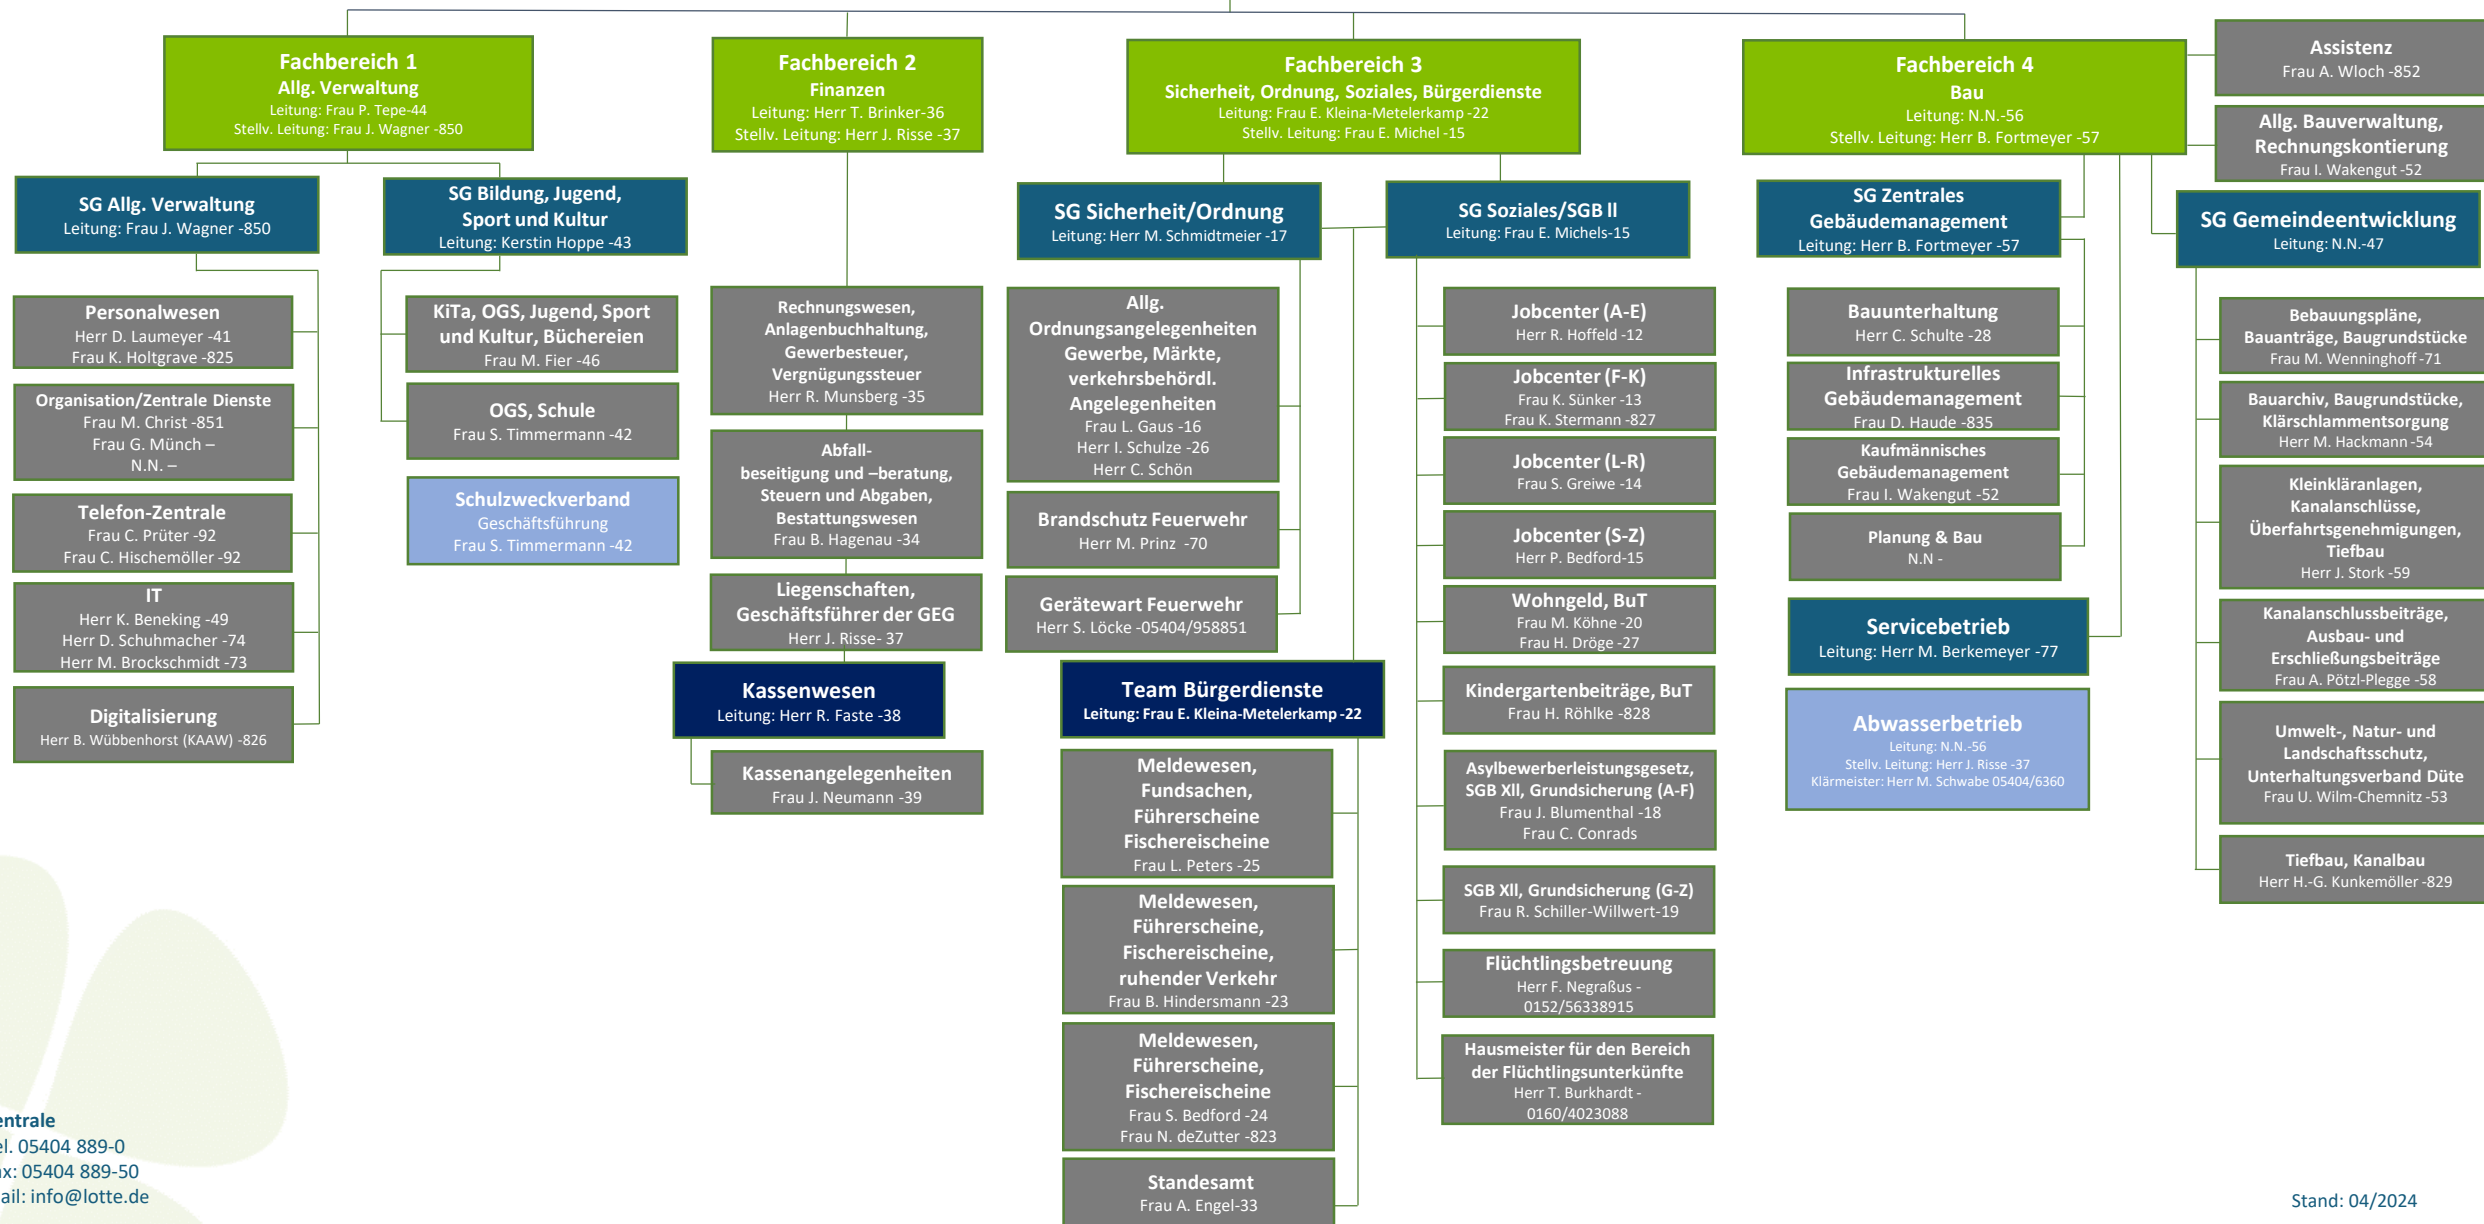 Fachbereich 1
Allg. Verwaltung
Leitung: Frau P. Tepe-44
Stellv. Leitung: Frau J. Wagner -850
SG Allg. Verwaltung
Leitung: Frau J. Wagner -850
Personalwesen
Herr D. Laumeyer -41
Frau K. Holtgrave -825
Organisation/Zentrale Dienste
Frau M. Christ -851
Frau G. Münch –
N.N. –
Telefon-Zentrale
Frau C. Prüter -92
Frau C. Hischemöller -92
IT
Herr K. Beneking -49
Herr D. Schuhmacher -74
Herr M. Brockschmidt -73
Digitalisierung
Herr B. Wübbenhorst (KAAW) -826
SG Bildung, Jugend,
Sport und Kultur
Leitung: Kerstin Hoppe -43
KiTa, OGS, Jugend, Sport
und Kultur, Büchereien
Frau M. Fier -46
OGS, Schule
Frau S. Timmermann -42
Schulzweckverband
Geschäftsführung
Frau S. Timmermann -42
Fachbereich 2
Finanzen
Leitung: Herr T. Brinker-36
Stellv. Leitung: Herr J. Risse -37
Rechnungswesen,
Anlagenbuchhaltung,
Gewerbesteuer,
Vergnügungssteuer
Herr R. Munsberg -35
Abfall-
beseitigung und –beratung,
Steuern und Abgaben,
Bestattungswesen
Frau B. Hagenau -34
Liegenschaften,
Geschäftsführer der GEG
Herr J. Risse- 37
Kassenwesen
Leitung: Herr R. Faste -38
Kassenangelegenheiten
Frau J. Neumann -39
Fachbereich 3
Sicherheit, Ordnung, Soziales, Bürgerdienste
Leitung: Frau E. Kleina-Metelerkamp -22
Stellv. Leitung: Frau E. Michel -15
SG Sicherheit/Ordnung
Leitung: Herr M. Schmidtmeier -17
Allg.
Ordnungsangelegenheiten
Gewerbe, Märkte,
verkehrsbehördl.
Angelegenheiten
Frau L. Gaus -16
Herr I. Schulze -26
Herr C. Schön
Brandschutz Feuerwehr
Herr M. Prinz -70
Gerätewart Feuerwehr
Herr S. Löcke -05404/958851
Team Bürgerdienste
Leitung: Frau E. Kleina-Metelerkamp -22
Meldewesen,
Fundsachen,
Führerscheine
Fischereischeine
Frau L. Peters -25
Meldewesen,
Führerscheine,
Fischereischeine,
ruhender Verkehr
Frau B. Hindersmann -23
Meldewesen,
Führerscheine,
Fischereischeine
Frau S. Bedford -24
Frau N. deZutter -823
Standesamt
Frau A. Engel-33
SG Soziales/SGB ll
Leitung: Frau E. Michels-15
Jobcenter (A-E)
Herr R. Hoffeld -12
Jobcenter (F-K)
Frau K. Sünker -13
Frau K. Stermann -827
Jobcenter (L-R)
Frau S. Greiwe -14
Jobcenter (S-Z)
Herr P. Bedford-15
Wohngeld, BuT
Frau M. Köhne -20
Frau H. Dröge -27
Kindergartenbeiträge, BuT
Frau H. Röhlke -828
Asylbewerberleistungsgesetz,
SGB Xll, Grundsicherung (A-F)
Frau J. Blumenthal -18
Frau C. Conrads
SGB Xll, Grundsicherung (G-Z)
Frau R. Schiller-Willwert-19
Flüchtlingsbetreuung
Herr F. Negraßus -
0152/56338915
Hausmeister für den Bereich
der Flüchtlingsunterkünfte
Herr T. Burkhardt -
0160/4023088
Fachbereich 4
Bau
Leitung: N.N.-56
Stellv. Leitung: Herr B. Fortmeyer -57
Assistenz
Frau A. Wloch -852
Allg. Bauverwaltung,
Rechnungskontierung
Frau I. Wakengut -52
SG Zentrales
Gebäudemanagement
Leitung: Herr B. Fortmeyer -57
Bauunterhaltung
Herr C. Schulte -28
Infrastrukturelles
Gebäudemanagement
Frau D. Haude -835
Kaufmännisches
Gebäudemanagement
Frau I. Wakengut -52
Planung & Bau
N.N -
Servicebetrieb
Leitung: Herr M. Berkemeyer -77
Abwasserbetrieb
Leitung: N.N.-56
Stellv. Leitung: Herr J. Risse -37
Klärmeister: Herr M. Schwabe 05404/6360
SG Gemeindeentwicklung
Leitung: N.N.-47
Bebauungspläne,
Bauanträge, Baugrundstücke
Frau M. Wenninghoff -71
Bauarchiv, Baugrundstücke,
Klärschlammentsorgung
Herr M. Hackmann -54
Kleinkläranlagen,
Kanalanschlüsse,
Überfahrtsgenehmigungen,
Tiefbau
Herr J. Stork -59
Kanalanschlussbeiträge,
Ausbau- und
Erschließungsbeiträge
Frau A. Pötzl-Plegge -58
Umwelt-, Natur- und
Landschaftsschutz,
Unterhaltungsverband Düte
Frau U. Wilm-Chemnitz -53
Tiefbau, Kanalbau
Herr H.-G. Kunkemöller -829
entrale
el. 05404 889-0
ax: 05404 889-50
ail: info@lotte.de
Stand: 04/2024